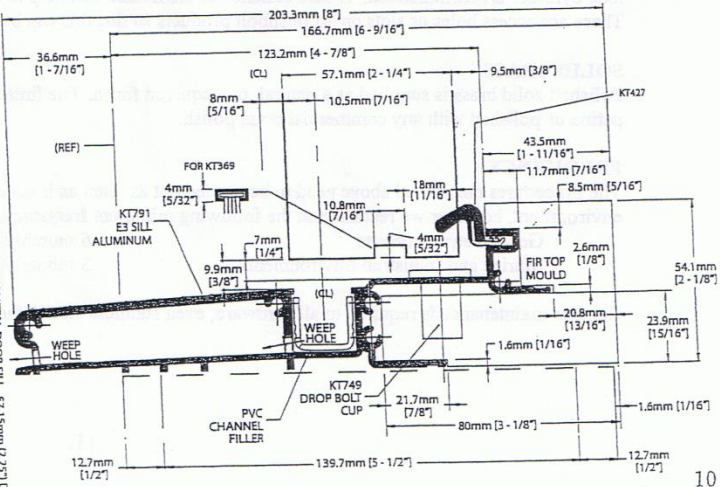 203.3mm [8"]
166.7mm [6 - 9/16"]
36.6mm
[1 - 7/16"]
123.2mm [4 - 7/8"]
(CL)
57.1mm [2 - 1/4"]
9.5mm [3/8"]
8mm
[5/16"]
10.5mm [7/16"]
KT427
(REF)
43.5mm
[1 - 11/16"]
11.7mm [7/16"]
FOR KT369
8.5mm [5/16"]
4mm
[5/32"]
18mm
[11/16"]
10.8mm
[7/16"]
KT791
E3 SILL
ALUMINUM
7mm
[1/4"]
4mm
[5/32"]
2.6mm
[1/8"]
FIR TOP
MOULD
54.1mm
[2 - 1/8"]
9.9mm
[3/8"]
(CL)
20.8mm
[13/16"]
23.9mm
[15/16"]
WEEP
HOLE
WEEP
HOLE
1.6mm [1/16"]
KT749
DROP BOLT
CUP
21.7mm
[7/8"]
PVC
CHANNEL
FILLER
1.6mm [1/16"]
80mm [3 - 1/8"]
12.7mm
[1/2"]
139.7mm [5 - 1/2"]
12.7mm
[1/2"]
10